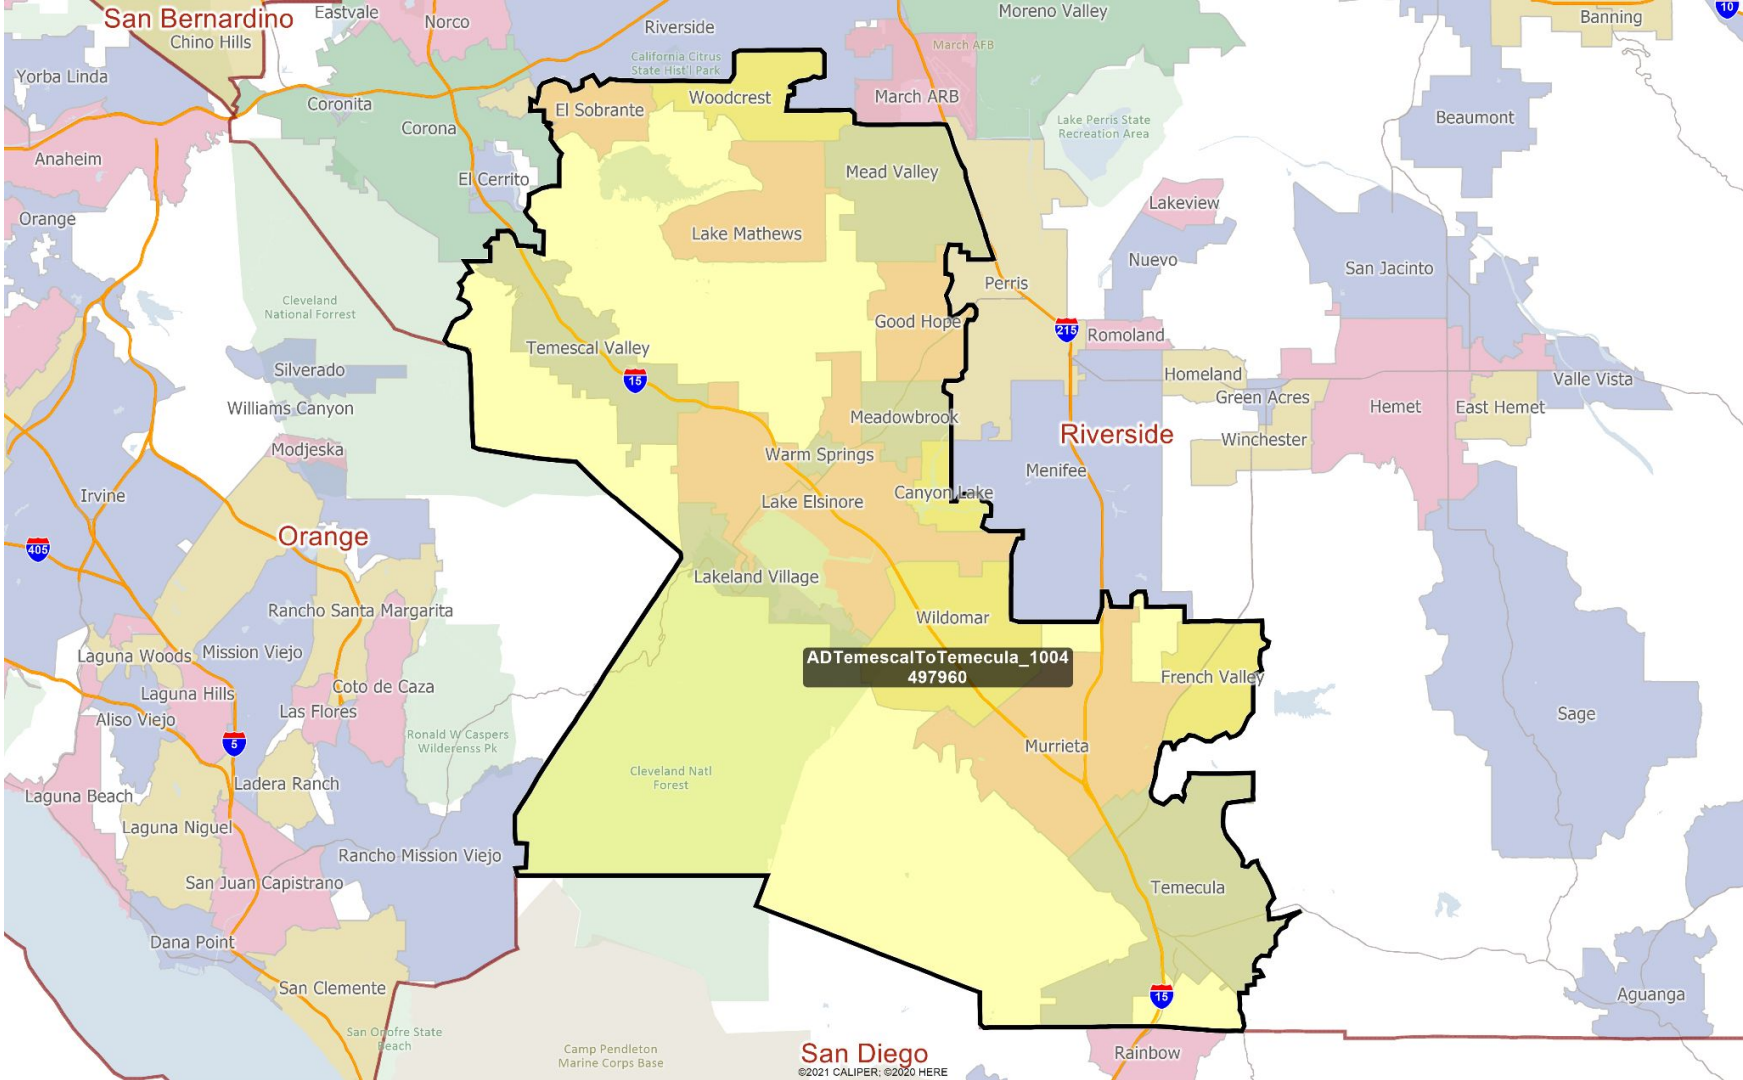 San Bernardino
Eastvale
Norco
Moreno Valley
10
Banning
Chino Hills
Riverside
March AFB
California Citrus
State Hist'l Park
Yorba Linda
Coronita
El Sobrante
Woodcrest
March ARB
Beaumont
Corona
Lake Perris State
Recreation Area
Anaheim
El Cerrito
Mead Valley
Lakeview
Orange
Lake Mathews
Nuevo
San Jacinto
Perris
Cleveland
National Forrest
Good Hope
215
Romoland
Temescal Valley
Silverado
15
Homeland
Valle Vista
Williams Canyon
Green Acres
Meadowbrook
Hemet
East Hemet
Modjeska
Riverside
Winchester
Warm Springs
Menifee
Irvine
Lake Elsinore
Canyon Lake
Orange
405
Lakeland Village
Rancho Santa Margarita
Wildomar
Laguna Woods
Mission Viejo
ADTemescalToTemecula_1004
497960
French Valley
Laguna Hills
Coto de Caza
Aliso Viejo
Las Flores
Sage
5
Ronald W Caspers
Wilderenss Pk
Murrieta
Cleveland Natl
Forest
Laguna Beach
Ladera Ranch
Laguna Niguel
Rancho Mission Viejo
San Juan Capistrano
Temecula
Dana Point
San Clemente
15
Aguanga
San Onofre State
Beach
Camp Pendleton
Marine Corps Base
San Diego
Rainbow
©2021 CALIPER; ©2020 HERE